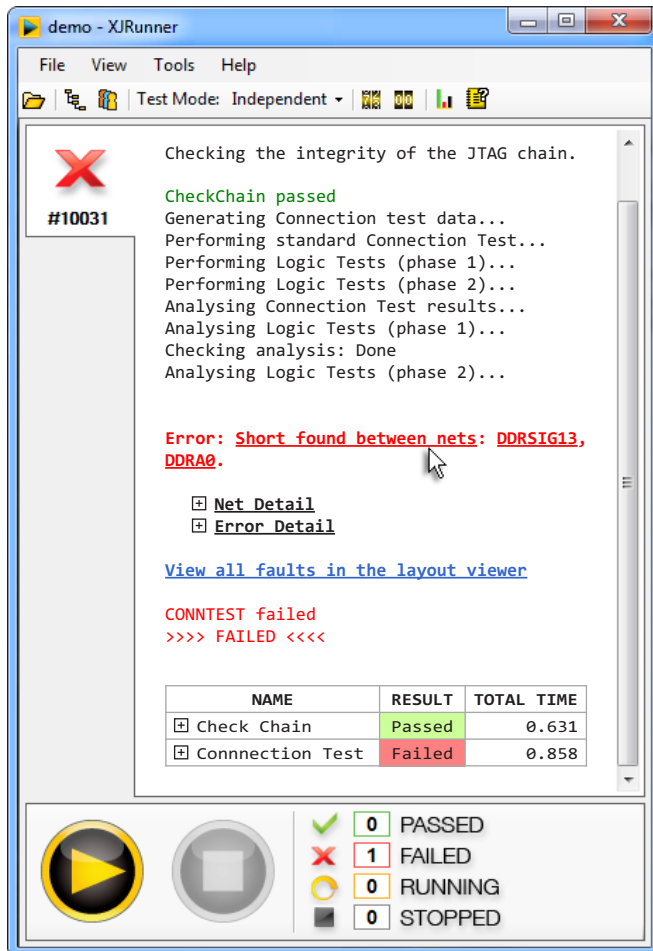 demo - XJRunner
File View Tools Help
Test Mode: Independent
#10031
Checking the integrity of the JTAG chain.
CheckChain passed
Generating Connection test data...
Performing standard Connection Test...
Performing Logic Tests (phase 1)...
Performing Logic Tests (phase 2)...
Analysing Connection Test results...
Analysing Logic Tests (phase 1)...
Checking analysis: Done
Analysing Logic Tests (phase 2)...
Error: Short found between nets: DDRSIG13,
DDRA0.
Net Detail
Error Detail
View all faults in the layout viewer
CONNTEST failed
>>>> FAILED <<<<
NAME RESULT TOTAL TIME
Check Chain Passed 0.631
Connnection Test Failed 0.858
0 PASSED
1 FAILED
0 RUNNING
0 STOPPED